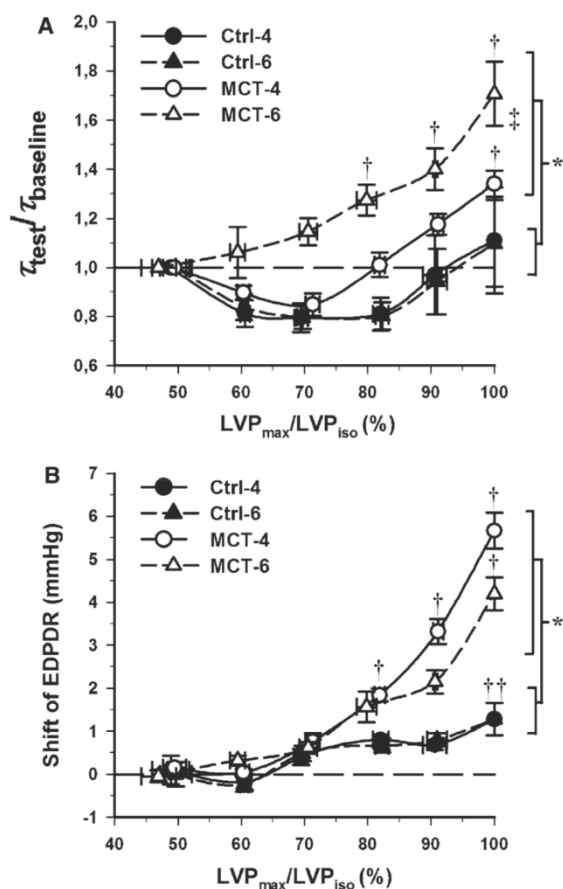 A
Ctrl-4
Ctrl-6
MCT-4
MCT-6
2,0
1,8
1,6
1,4
1,2
1,0
0,8
0,6
τtest/τbaseline
† † † † ‡ *
40 50 60 70 80 90 100
LVPmax/LVPiso (%)
B
Ctrl-4
Ctrl-6
MCT-4
MCT-6
7
6
5
4
3
2
1
0
-1
Shift of EDPDR (mmHg)
† † † † †† *
40 50 60 70 80 90 100
LVPmax/LVPiso (%)